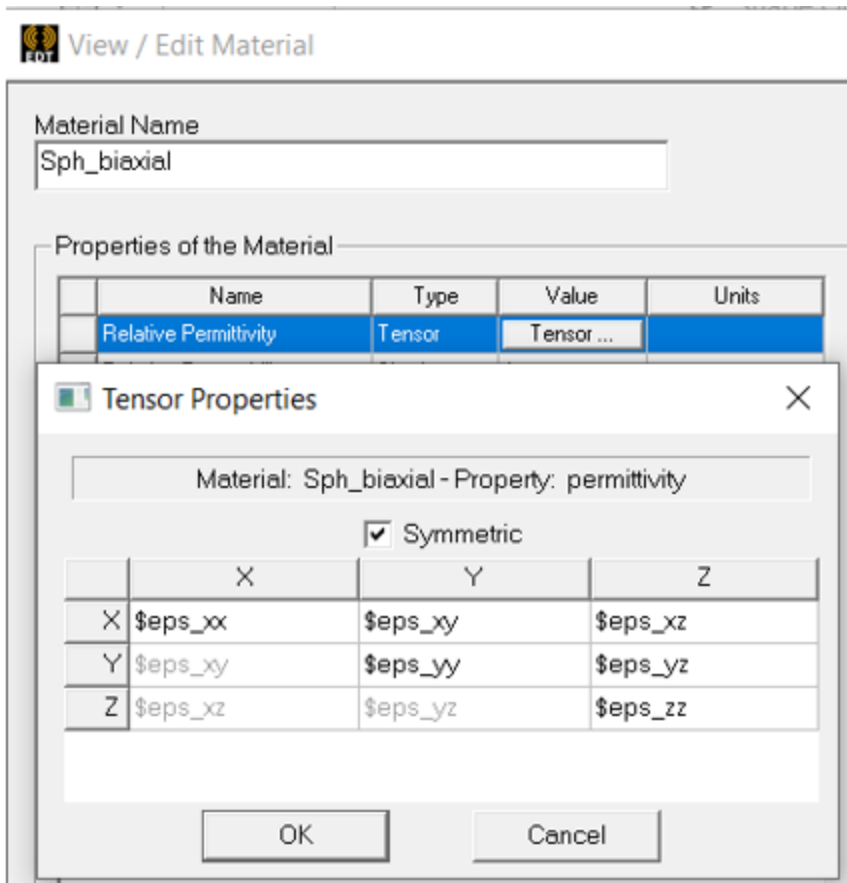 EDT View / Edit Material
Material Name
Sph_biaxial
Properties of the Material
Name Type Value Units
Relative Permittivity Tensor Tensor ...
Tensor Properties
Material: Sph_biaxial - Property: permittivity
Symmetric
X Y Z
X $eps_xx $eps_xy $eps_xz
Y $eps_xy $eps_yy $eps_yz
Z $eps_xz $eps_yz $eps_zz
OK Cancel